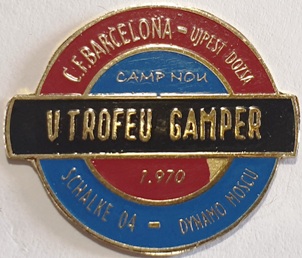 C.F. BARCELONA - UJPEST DOZSA
CAMP NOU
V TROFEU - GAMPER
1.970
SCHALKE 04 - DYNAMO MOSCU